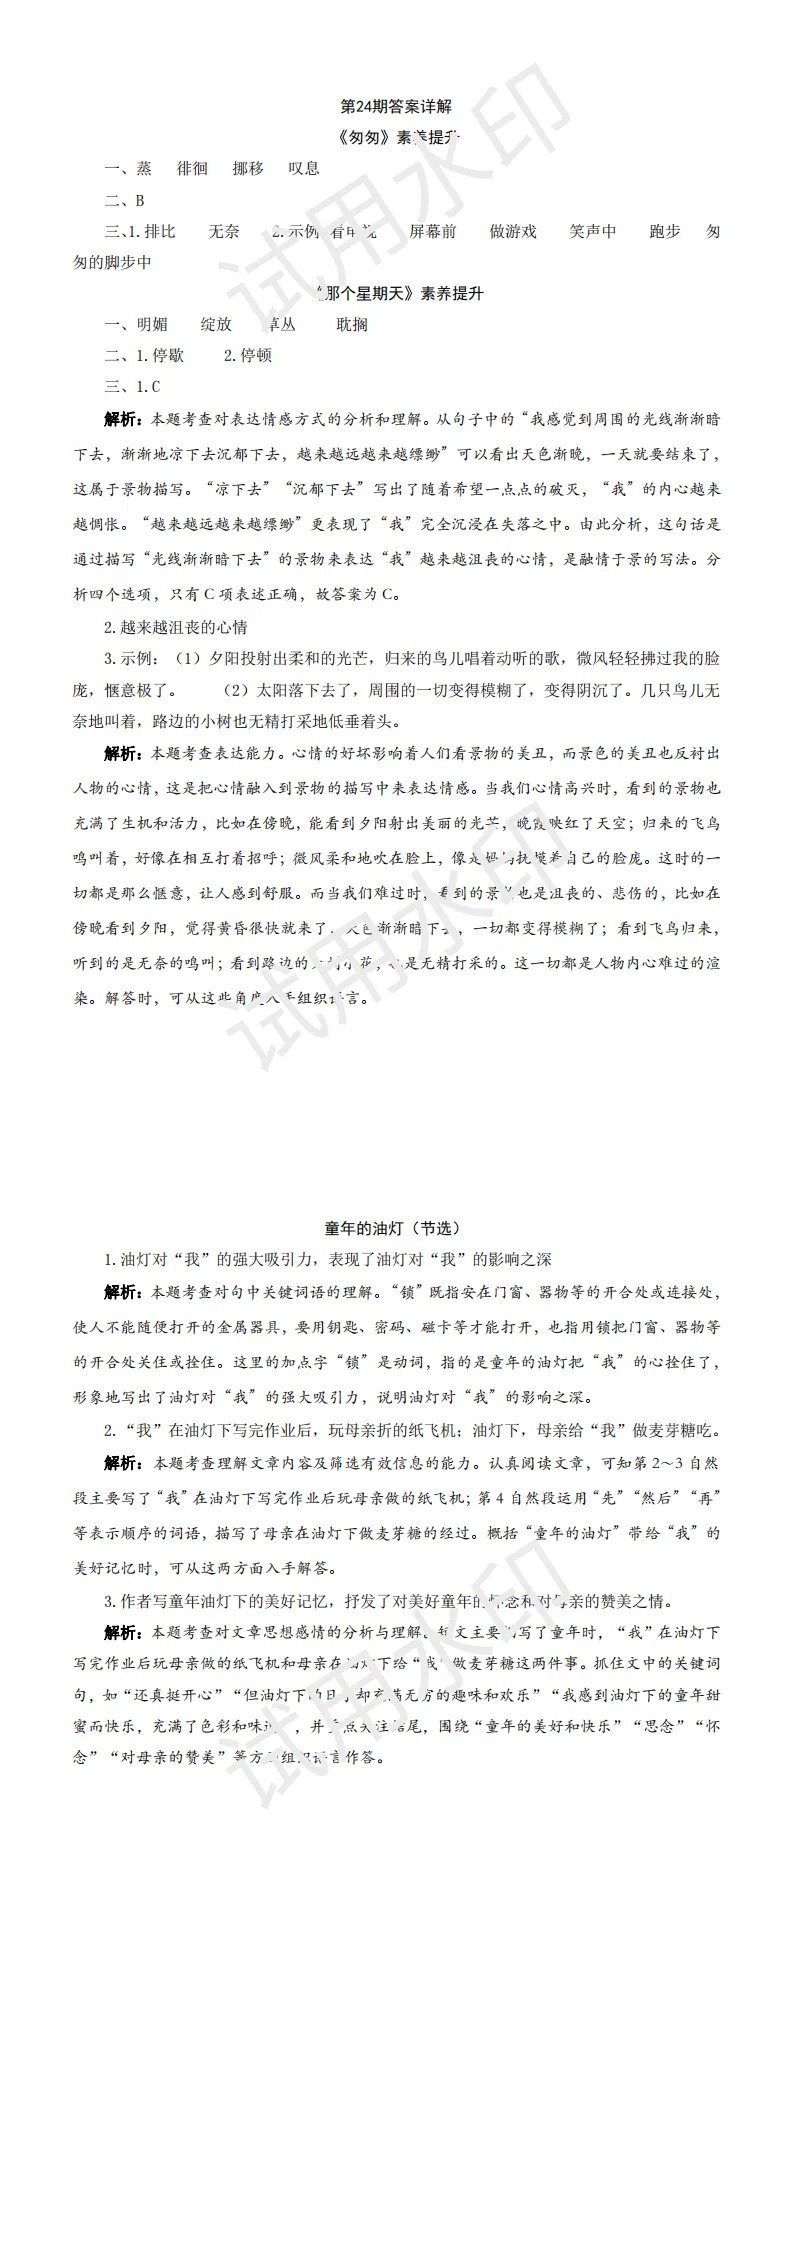 第24期答案详解
《匆匆》素养提升
一、蒸 徘徊 挪移 叹息
二、B
三、1.排比 无奈 2.示例 看电视 屏幕前 做游戏 笑声中 跑步 匆
匆的脚步中
《那个星期天》素养提升
一、明媚 绽放 草丛 耽搁
二、1.停歇 2.停顿
三、1.C
解析：本题考查对表达情感方式的分析和理解。从句子中的“我感觉到周围的光线渐渐暗
下去，渐渐地凉下去沉郁下去，越来越远越来越缥缈”可以看出天色渐晚，一天就要结束了，
这属于景物描写。“凉下去”“沉郁下去”写出了随着希望一点点的破灭，“我”的内心越来
越惆怅。“越来越远越来越缥缈”更表现了“我”完全沉浸在失落之中。由此分析，这句话是
通过描写“光线渐渐暗下去”的景物来表达“我”越来越沮丧的心情，是融情于景的写法。分
析四个选项，只有 C 项表述正确，故答案为 C。
2.越来越沮丧的心情
3.示例：（1）夕阳投射出柔和的光芒，归来的鸟儿唱着动听的歌，微风轻轻拂过我的脸
庞，惬意极了。 （2）太阳落下去了，周围的一切变得模糊了，变得阴沉了。几只鸟儿无
奈地叫着，路边的小树也无精打采地低垂着头。
解析：本题考查表达能力。心情的好坏影响着人们看景物的美丑，而景色的美丑也反衬出
人物的心情，这是把心情融入到景物的描写中来表达情感。当我们心情高兴时，看到的景物也
充满了生机和活力，比如在傍晚，能看到夕阳射出美丽的光芒，晚霞映红了天空；归来的飞鸟
鸣叫着，好像在相互打着招呼；微风柔和地吹在脸上，像是妈妈抚摸着自己的脸庞。这时的一
切都是那么惬意，让人感到舒服。而当我们难过时，看到的景物也是沮丧的、悲伤的，比如在
傍晚看到夕阳，觉得黄昏很快就来了，天色渐渐暗下去，一切都变得模糊了；看到飞鸟归来，
听到的是无奈的鸣叫；看到路边的小树小花，也是无精打采的。这一切都是人物内心难过的渲
染。解答时，可从这些角度入手组织语言。
童年的油灯（节选）
1.油灯对“我”的强大吸引力，表现了油灯对“我”的影响之深
解析：本题考查对句中关键词语的理解。“锁”既指安在门窗、器物等的开合处或连接处，
使人不能随便打开的金属器具，要用钥匙、密码、磁卡等才能打开，也指用锁把门窗、器物等
的开合处关住或拴住。这里的加点字“锁”是动词，指的是童年的油灯把“我”的心拴住了，
形象地写出了油灯对“我”的强大吸引力，说明油灯对“我”的影响之深。
2.“我”在油灯下写完作业后，玩母亲折的纸飞机；油灯下，母亲给“我”做麦芽糖吃。
解析：本题考查理解文章内容及筛选有效信息的能力。认真阅读文章，可知第 2～3 自然
段主要写了“我”在油灯下写完作业后玩母亲做的纸飞机；第 4 自然段运用“先”“然后”“再”
等表示顺序的词语，描写了母亲在油灯下做麦芽糖的经过。概括“童年的油灯”带给“我”的
美好记忆时，可从这两方面入手解答。
3.作者写童年油灯下的美好记忆，抒发了对美好童年的怀念和对母亲的赞美之情。
解析：本题考查对文章思想感情的分析与理解。短文主要描写了童年时，“我”在油灯下
写完作业后玩母亲做的纸飞机和母亲在油灯下给“我”做麦芽糖这两件事。抓住文中的关键词
句，如“还真挺开心”“但油灯下的日子却充满无穷的趣味和欢乐”“我感到油灯下的童年甜
蜜而快乐，充满了色彩和味道”，并重点关注结尾，围绕“童年的美好和快乐”“思念”“怀
念”“对母亲的赞美”等方面组织语言作答。
试用水印
试用水印
试用水印